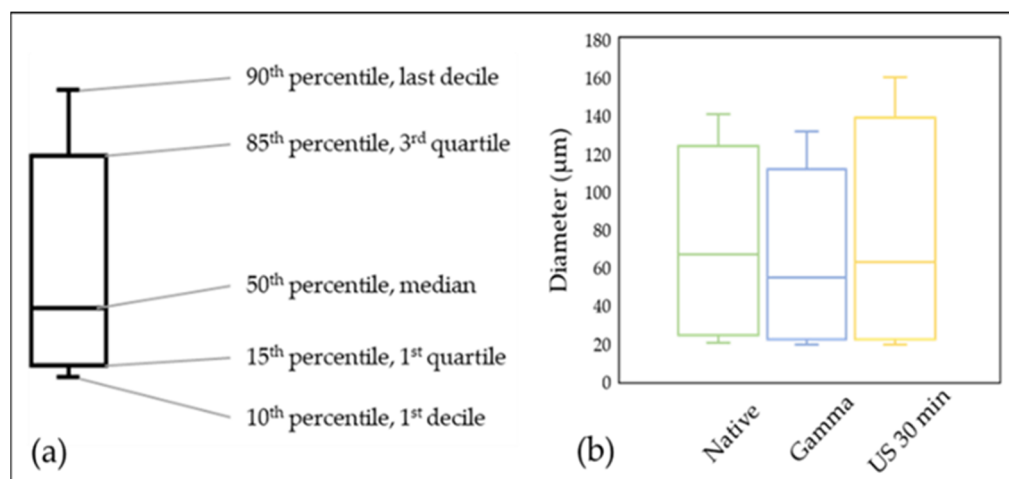 90th percentile, last decile
85th percentile, 3rd quartile
50th percentile, median
15th percentile, 1st quartile
10th percentile, 1st decile
(a)
180
160
140
120
100
80
60
40
20
0
Diameter (µm)
Native
Gamma
US 30 min
(b)